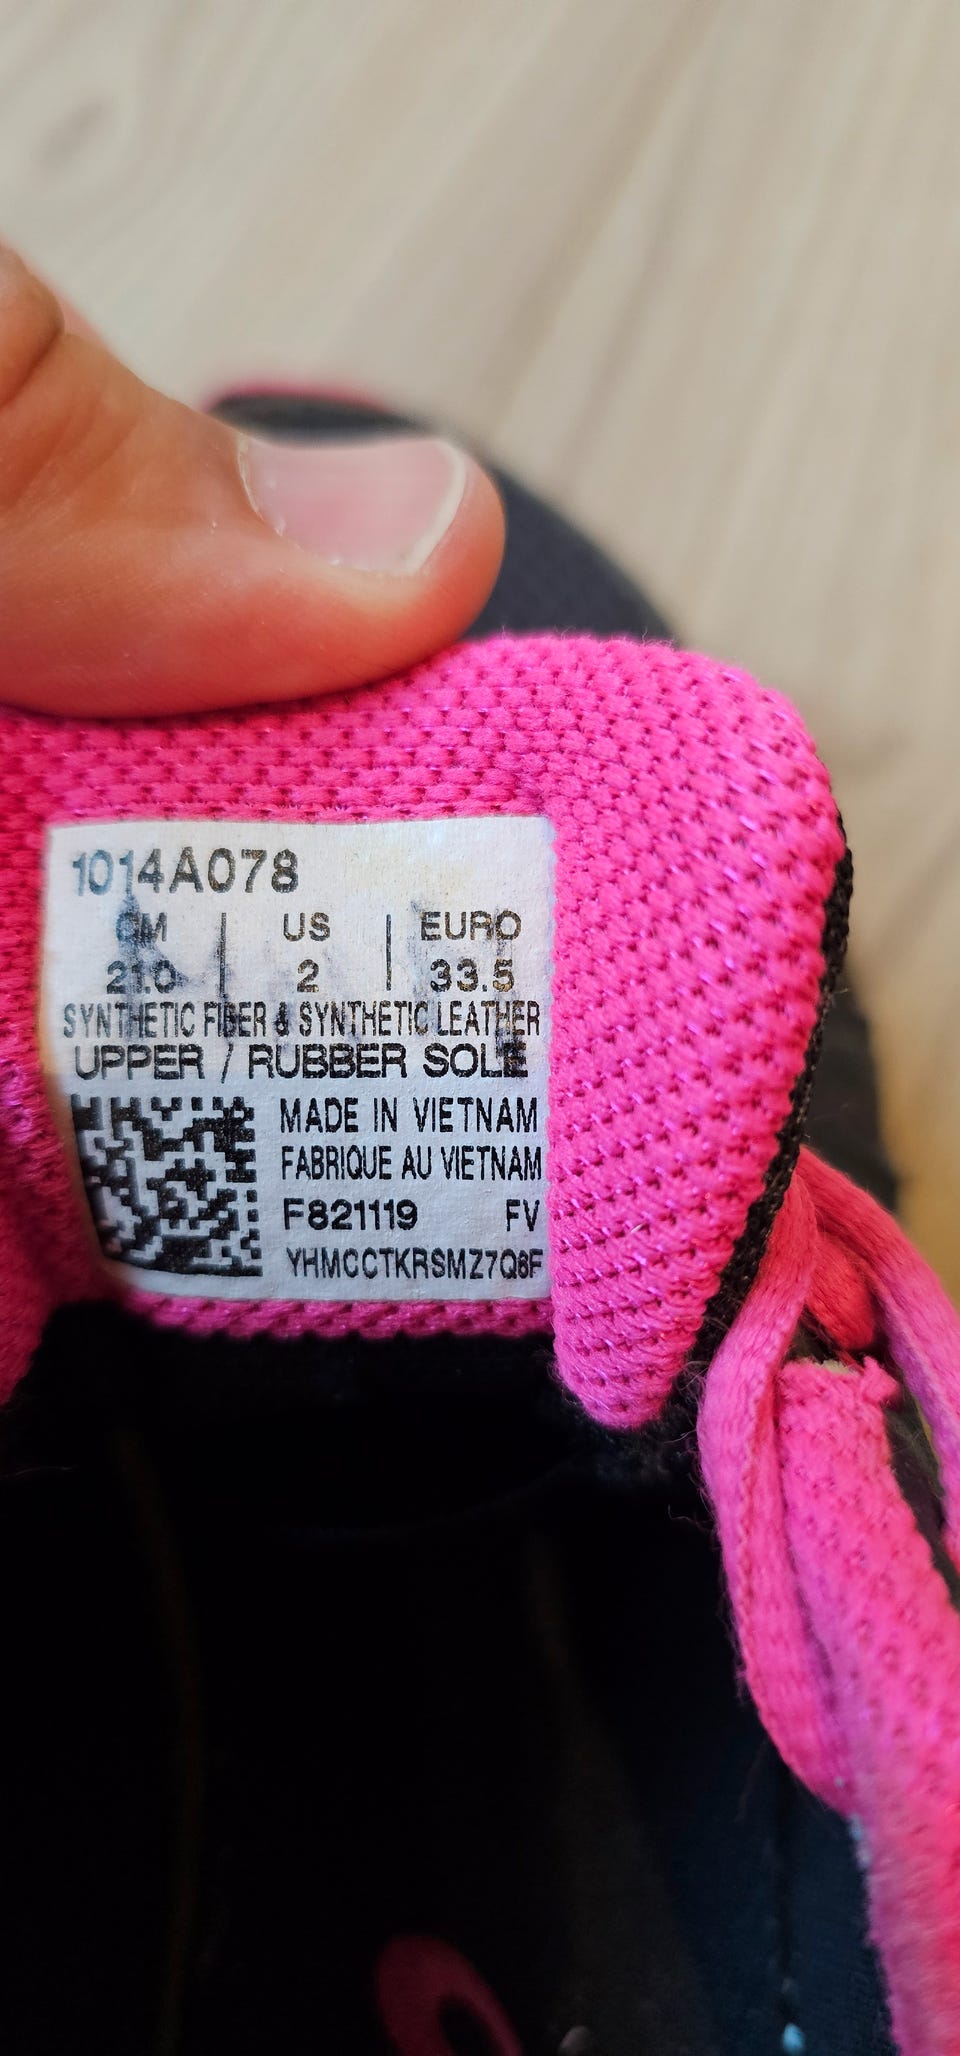 1014A078
CM | US | EURO
21.0 | 2 | 33.5
SYNTHETIC FIBER & SYNTHETIC LEATHER
UPPER / RUBBER SOLE
MADE IN VIETNAM
FABRIQUE AU VIETNAM
F821119 FV
YHMCCTKRSMZ7Q6F